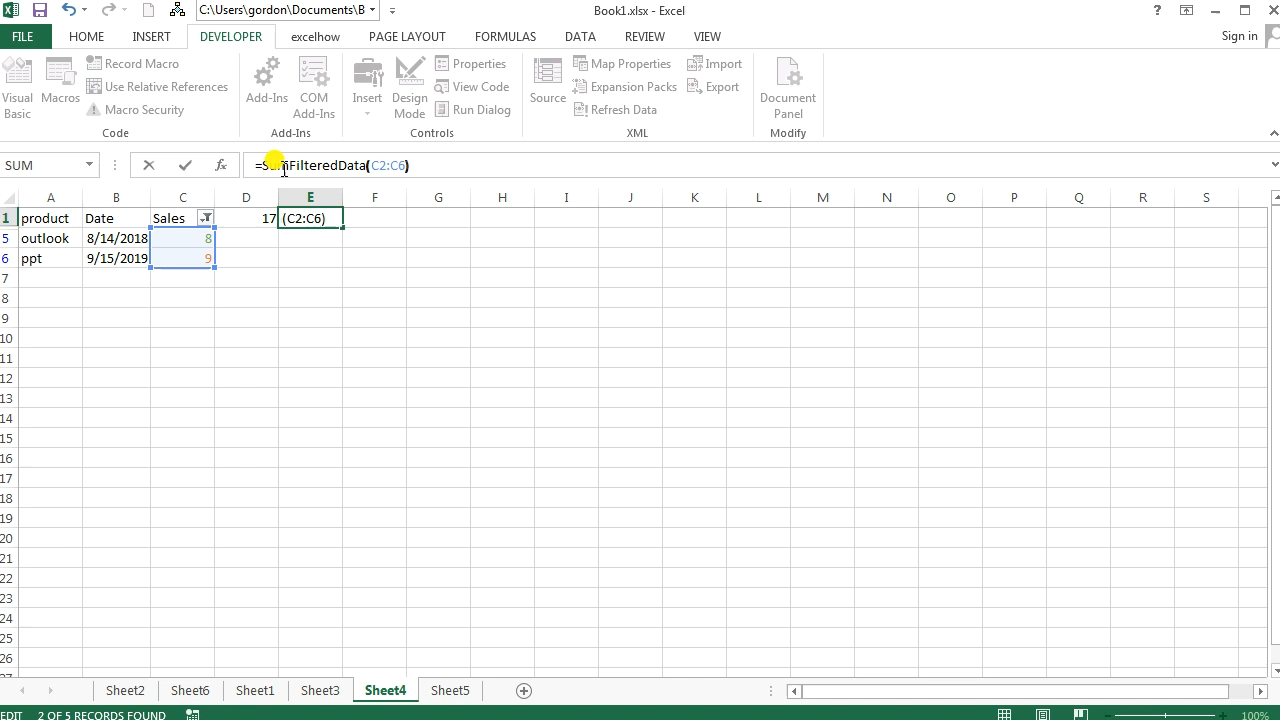 C:\Users\gordon\Documents\B
Book1.xlsx - Excel
?
FILE HOME INSERT DEVELOPER excelhow PAGE LAYOUT FORMULAS DATA REVIEW VIEW Sign in
Visual Basic
Macros
Record Macro
Use Relative References
Macro Security
Code
Add-Ins
COM Add-Ins
Add-Ins
Insert
Design Mode
Properties
View Code
Run Dialog
Controls
Source
Map Properties
Expansion Packs
Refresh Data
Import
Export
XML
Document Panel
Modify
SUM fx =SumFilteredData(C2:C6)
A B C D E F G H I J K L M N O P Q R S
1 product Date Sales 17 (C2:C6)
5 outlook 8/14/2018 8
6 ppt 9/15/2019 9
7
8
9
10
11
12
13
14
15
16
17
18
19
20
21
22
23
24
25
26
Sheet2 Sheet6 Sheet1 Sheet3 Sheet4 Sheet5
EDIT 2 OF 5 RECORDS FOUND 100%